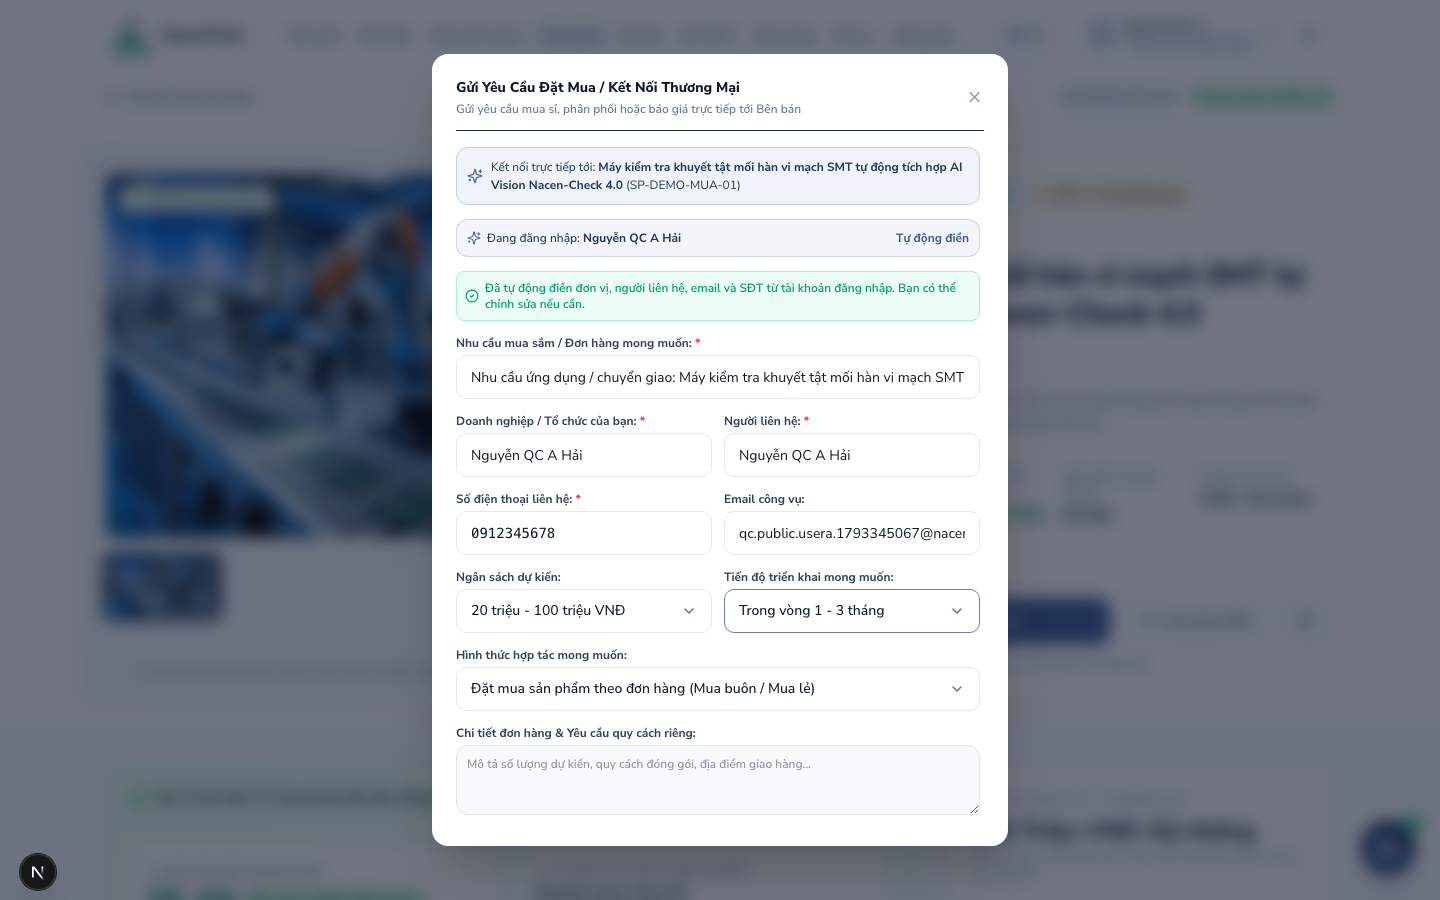 Gửi Yêu Cầu Đặt Mua / Kết Nối Thương Mại
Gửi yêu cầu mua sỉ, phân phối hoặc báo giá trực tiếp tới Bên bán
Kết nối trực tiếp tới: Máy kiểm tra khuyết tật mối hàn vi mạch SMT tự động tích hợp AI
Vision Nacen-Check 4.0 (SP-DEMO-MUA-01)
Đang đăng nhập: Nguyễn QC A Hải
Tự động điền
Đã tự động điền đơn vị, người liên hệ, email và SĐT từ tài khoản đăng nhập. Bạn có thể
chỉnh sửa nếu cần.
Nhu cầu mua sắm / Đơn hàng mong muốn: *
Nhu cầu ứng dụng / chuyển giao: Máy kiểm tra khuyết tật mối hàn vi mạch SMT
Doanh nghiệp / Tổ chức của bạn: *
Người liên hệ: *
Nguyễn QC A Hải
Nguyễn QC A Hải
Số điện thoại liên hệ: *
Email công vụ:
0912345678
qc.public.usera.1793345067@nacen
Ngân sách dự kiến:
Tiến độ triển khai mong muốn:
20 triệu - 100 triệu VNĐ
Trong vòng 1 - 3 tháng
Hình thức hợp tác mong muốn:
Đặt mua sản phẩm theo đơn hàng (Mua buôn / Mua lẻ)
Chi tiết đơn hàng & Yêu cầu quy cách riêng:
Mô tả số lượng dự kiến, quy cách đóng gói, địa điểm giao hàng...
N